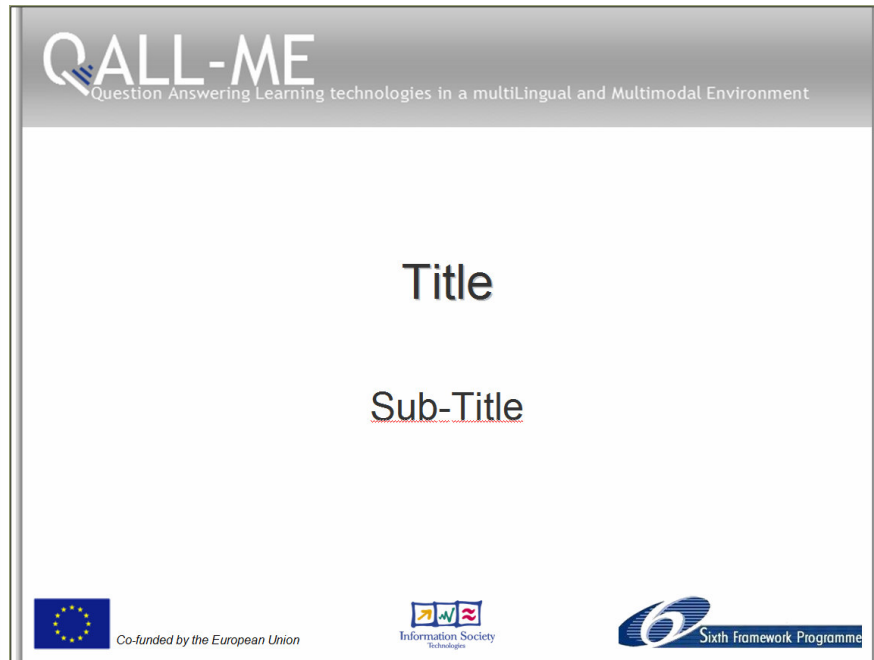 QALL-ME
Question Answering Learning technologies in a multiLingual and Multimodal Environment
Title
Sub-Title
Co-funded by the European Union
Information Society
Technologies
6
Sixth Framework Programme